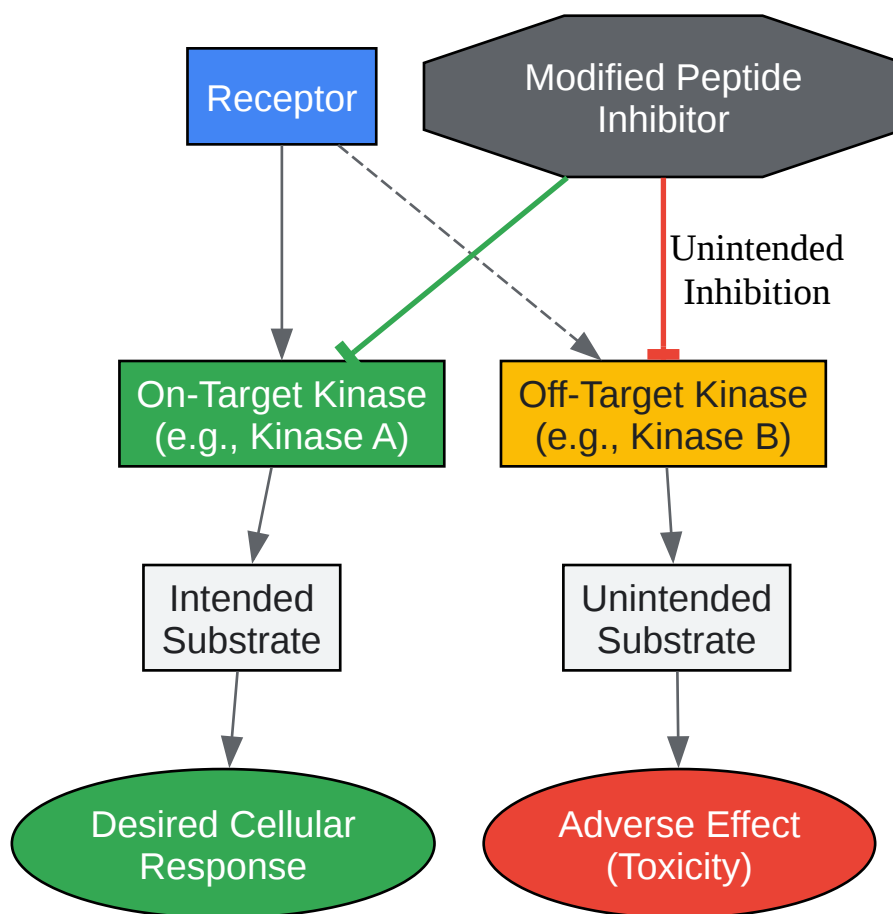 Receptor
Modified Peptide
Inhibitor
Unintended
Inhibition
On-Target Kinase
(e.g., Kinase A)
Off-Target Kinase
(e.g., Kinase B)
Intended
Substrate
Unintended
Substrate
Desired Cellular
Response
Adverse Effect
(Toxicity)